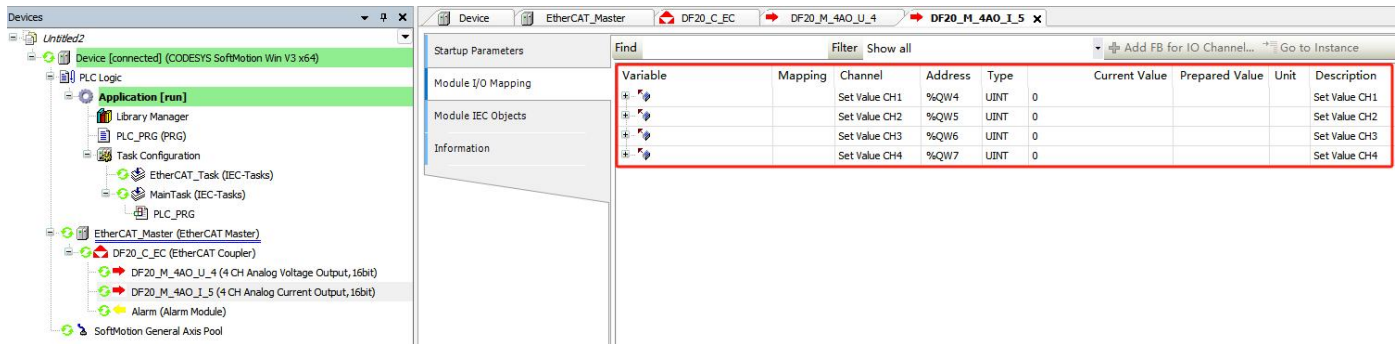 Devices
Untitled2
Device [connected] (CODESYS SoftMotion Win V3 x64)
PLC Logic
Application [run]
Library Manager
PLC_PRG (PRG)
Task Configuration
EtherCAT_Task (IEC-Tasks)
MainTask (IEC-Tasks)
PLC_PRG
EtherCAT_Master (EtherCAT Master)
DF20_C_EC (EtherCAT Coupler)
DF20_M_4AO_U_4 (4 CH Analog Voltage Output,16bit)
DF20_M_4AO_I_5 (4 CH Analog Current Output,16bit)
Alarm (Alarm Module)
SoftMotion General Axis Pool
Device EtherCAT_Master DF20_C_EC DF20_M_4AO_U_4 DF20_M_4AO_I_5 X
Startup Parameters
Module I/O Mapping
Module IEC Objects
Information
Find Filter Show all Add FB for IO Channel... Go to Instance
Variable Mapping Channel Address Type Current Value Prepared Value Unit Description
Set Value CH1 %QW4 UINT 0 Set Value CH1
Set Value CH2 %QW5 UINT 0 Set Value CH2
Set Value CH3 %QW6 UINT 0 Set Value CH3
Set Value CH4 %QW7 UINT 0 Set Value CH4